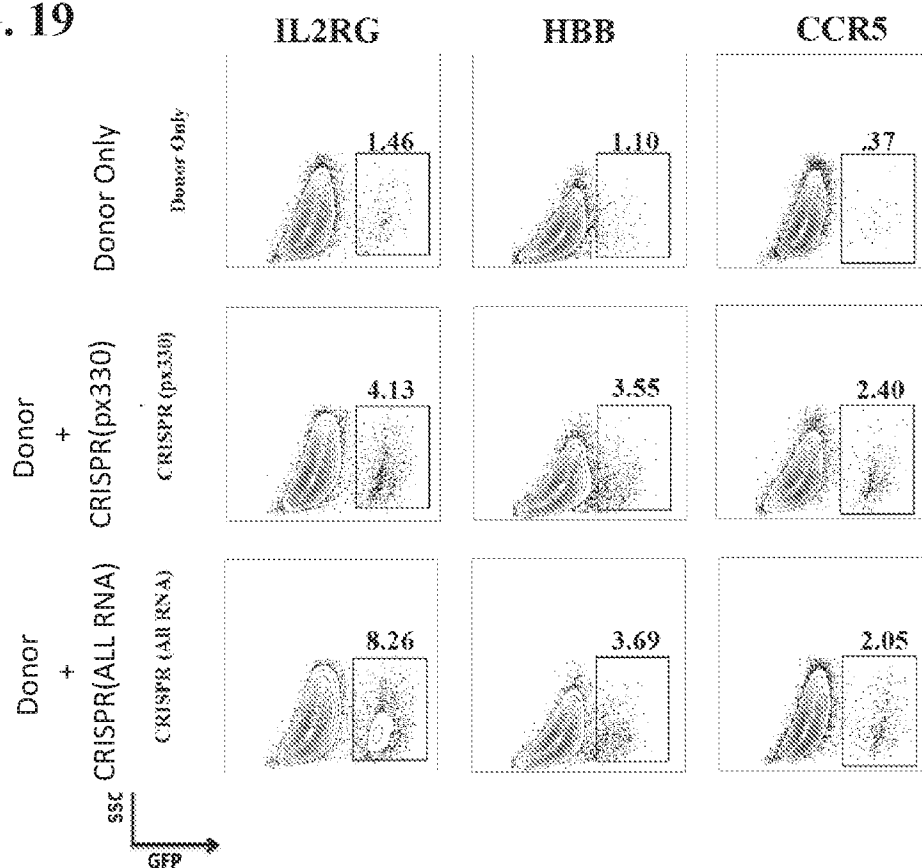 . 19
IL2RG HBB CCR5
Donor Only
Donor Only
1.46 1.10 .37
Donor
+
CRISPR(px330)
CRISPR (px330)
4.13 3.55 2.40
Donor
+
CRISPR(ALL RNA)
CRISPR (All RNA)
8.26 3.69 2.05
SSC
GFP